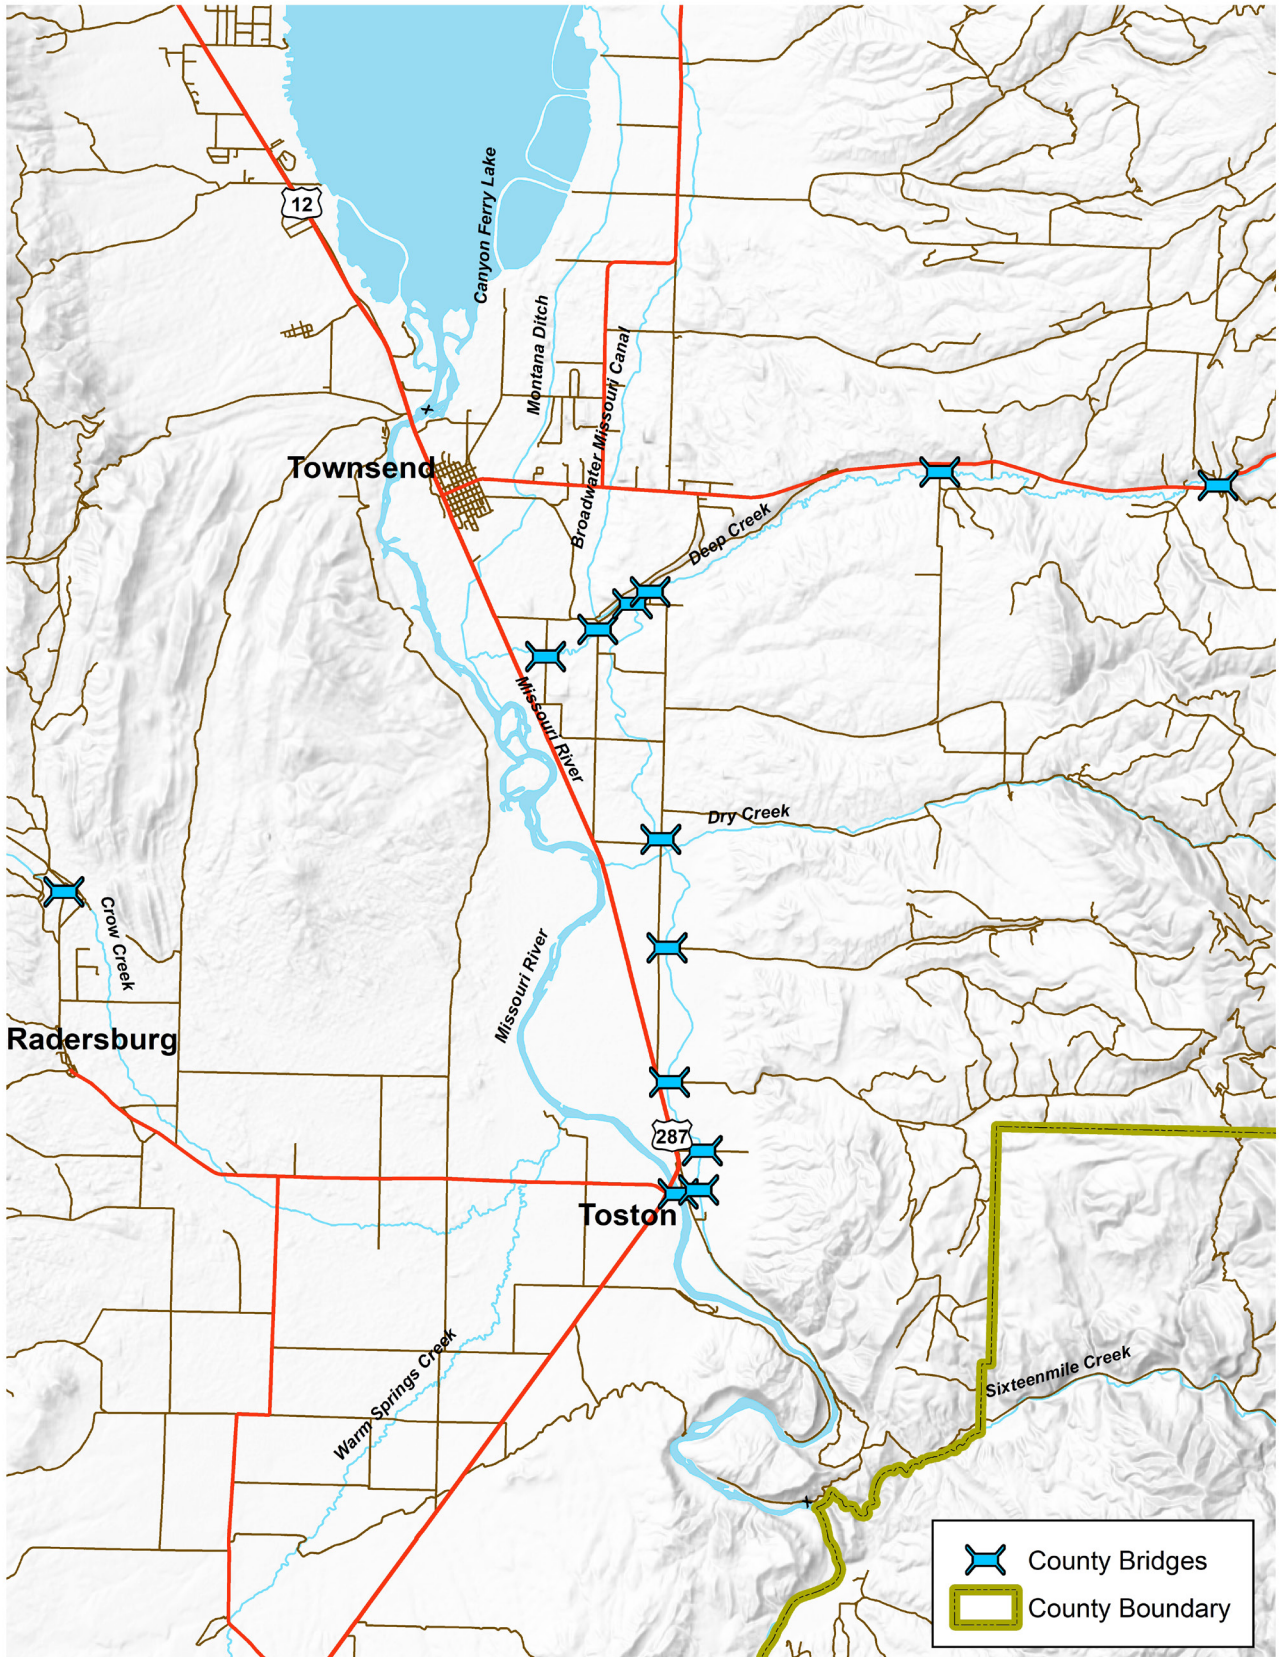 12
Canyon Ferry Lake
Montana Ditch
Broadwater Missouri Canal
Townsend
Deep Creek
Missouri River
Dry Creek
Crow Creek
Missouri River
Radersburg
287
Toston
Warm Springs Creek
Sixteenmile Creek
County Bridges
County Boundary